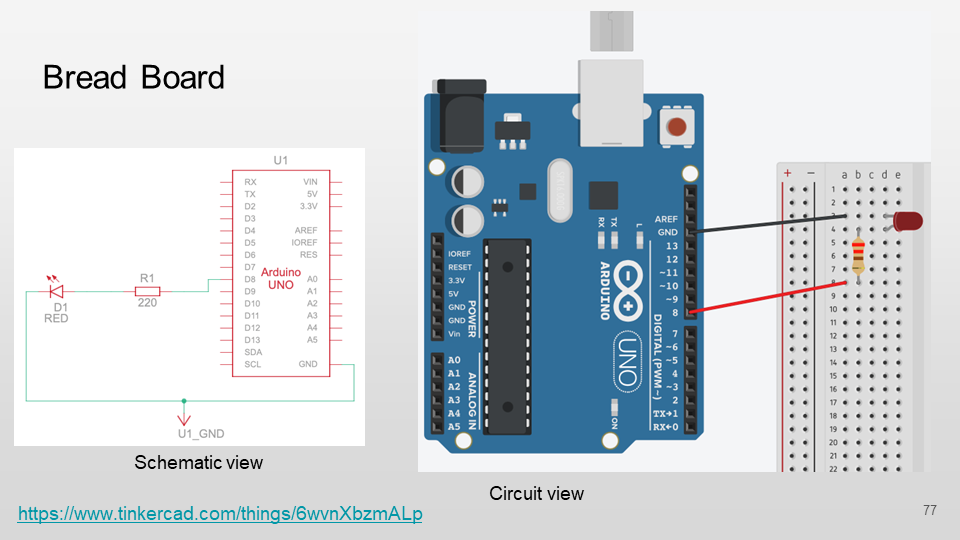 Bread Board
U1
RX VIN
TX 5V
D2 3.3V
D3
D4 AREF
D5 IOREF
D6 RES
D7
D8 A0
D9 A1
D10 A2
D11 A3
D12 A4
D13 A5
SDA
SCL GND
Arduino
UNO
R1
220
D1
RED
U1_GND
Schematic view
https://www.tinkercad.com/things/6wvnXbzmALp
RX TX L
AREF
GND
13
12
~11
~10
~9
8
7
~6
~5
4
~3
2
TX→1
RX←0
IOREF
RESET
3.3V
5V
GND
GND
Vin
A0
A1
A2
A3
A4
A5
POWER
ANALOG IN
ARDUINO
UNO
DIGITAL (PWM~)
ON
+ − a b c d e
1
2
3
4
5
6
7
8
9
10
11
12
13
14
15
16
17
18
19
20
21
22
Circuit view
77